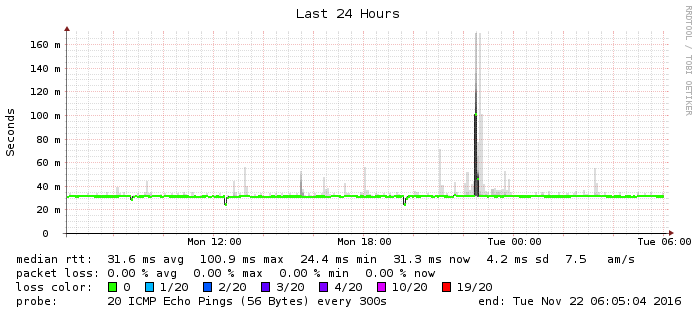 Last 24 Hours
RRDTOOL / TOBI OETIKER
Seconds
160 m
140 m
120 m
100 m
80 m
60 m
40 m
20 m
0
Mon 12:00 Mon 18:00 Tue 00:00 Tue 06:00
median rtt: 31.6 ms avg 100.9 ms max 24.4 ms min 31.3 ms now 4.2 ms sd 7.5 am/s
packet loss: 0.00 % avg 0.00 % max 0.00 % min 0.00 % now
loss color: 0 1/20 2/20 3/20 4/20 10/20 19/20
probe: 20 ICMP Echo Pings (56 Bytes) every 300s end: Tue Nov 22 06:05:04 2016